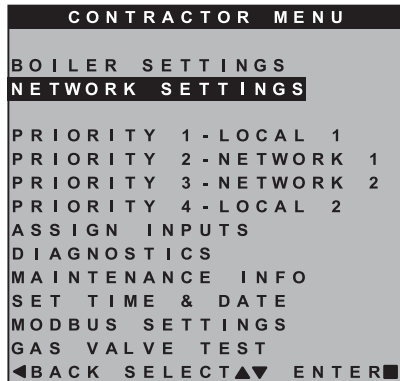 CONTRACTOR MENU
BOILER SETTINGS
NETWORK SETTINGS
PRIORITY 1-LOCAL 1
PRIORITY 2-NETWORK 1
PRIORITY 3-NETWORK 2
PRIORITY 4-LOCAL 2
ASSIGN INPUTS
DIAGNOSTICS
MAINTENANCE INFO
SET TIME & DATE
MODBUS SETTINGS
GAS VALVE TEST
◀BACK SELECT▲▼ ENTER■